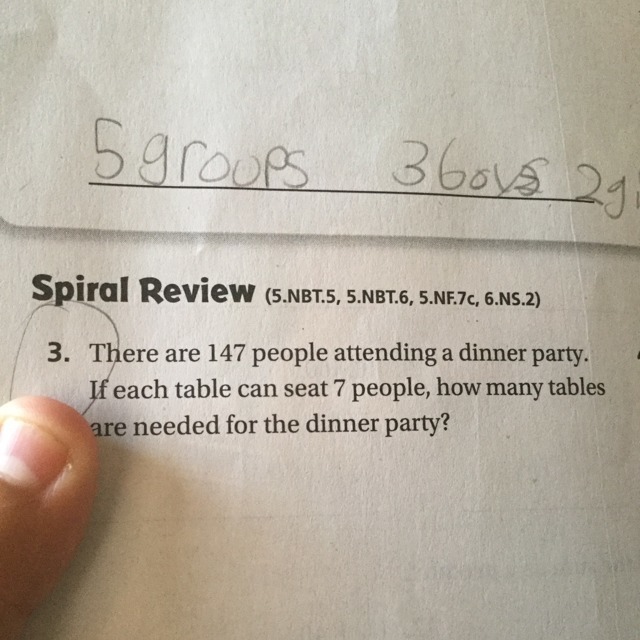 5 groups 3 boys
Spiral Review (5.NBT.5, 5.NBT.6, 5.NF.7c, 6.NS.2)
3. There are 147 people attending a dinner party.
If each table can seat 7 people, how many tables
are needed for the dinner party?